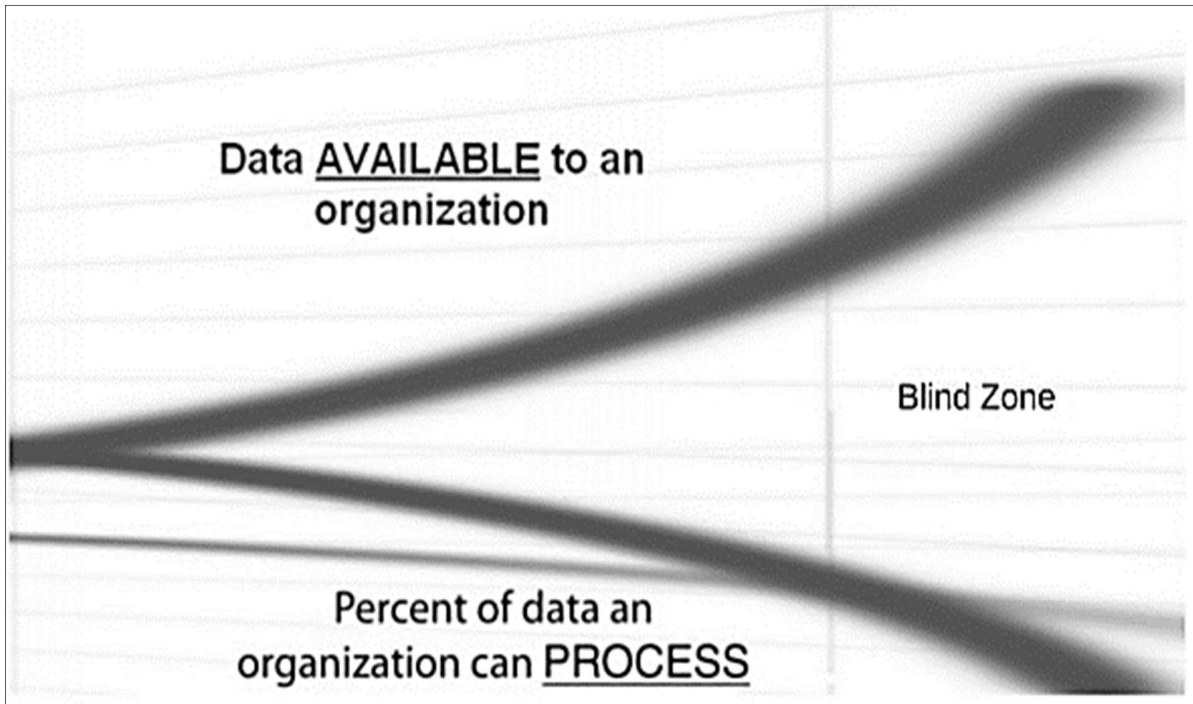 Data AVAILABLE to an
organization
Blind Zone
Percent of data an
organization can PROCESS